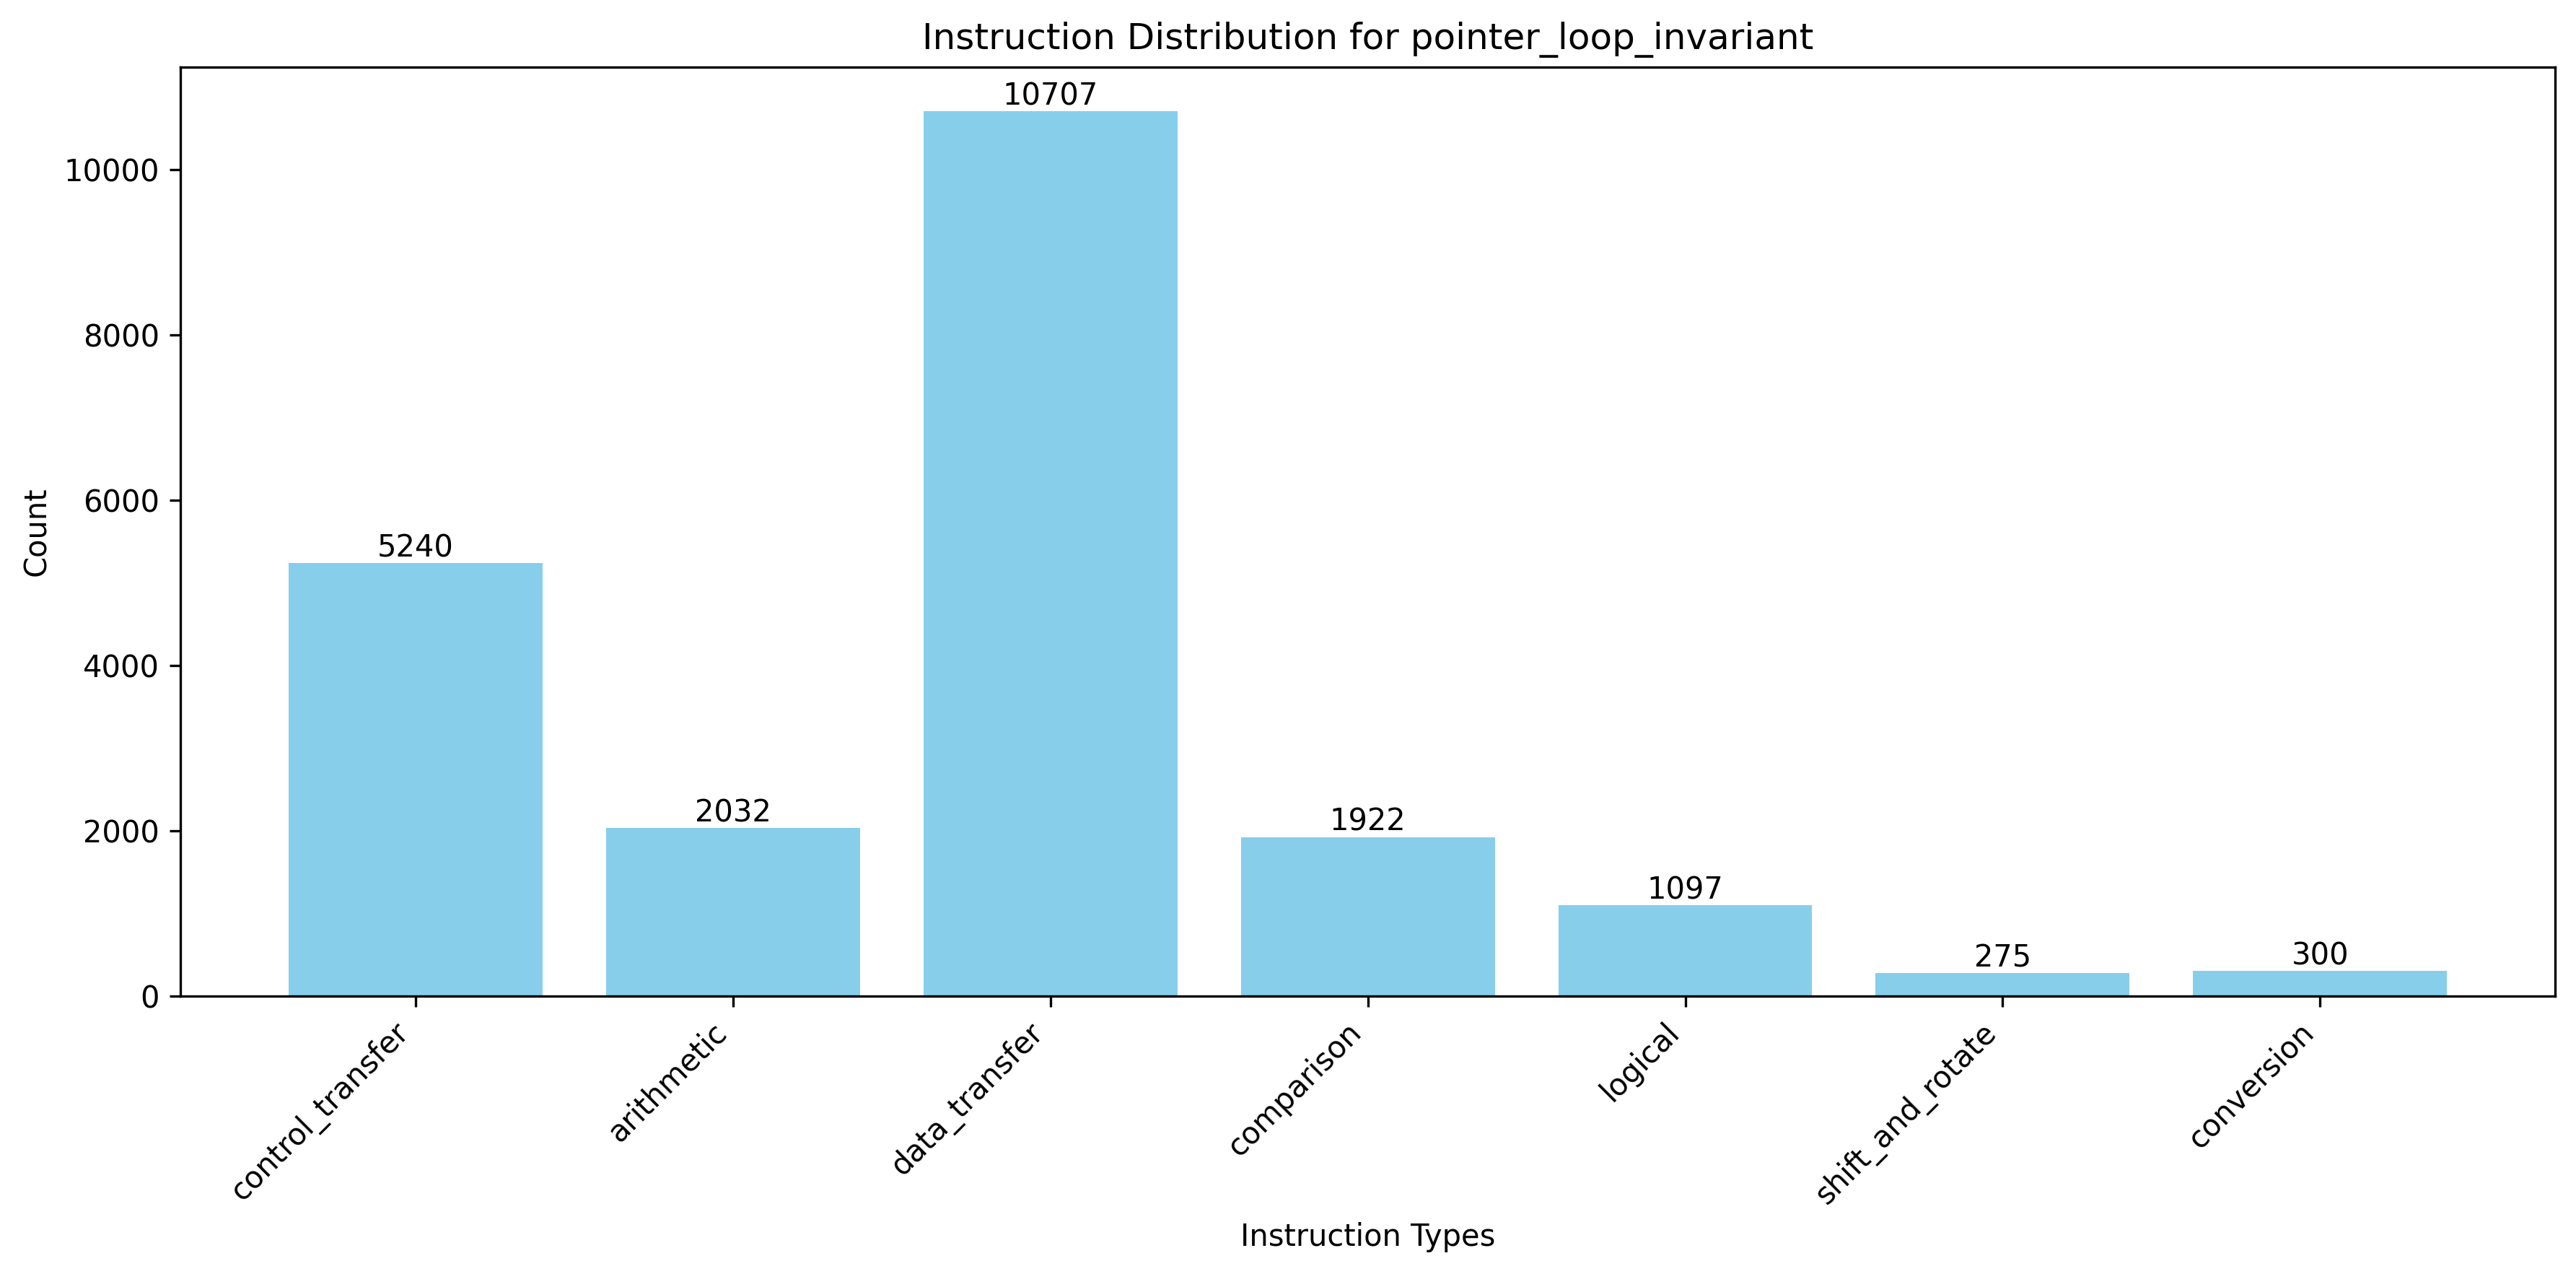 Instruction Distribution for pointer_loop_invariant
Count
10000
8000
6000
4000
2000
0
5240
2032
10707
1922
1097
275
300
control_transfer
arithmetic
data_transfer
comparison
logical
shift_and_rotate
conversion
Instruction Types